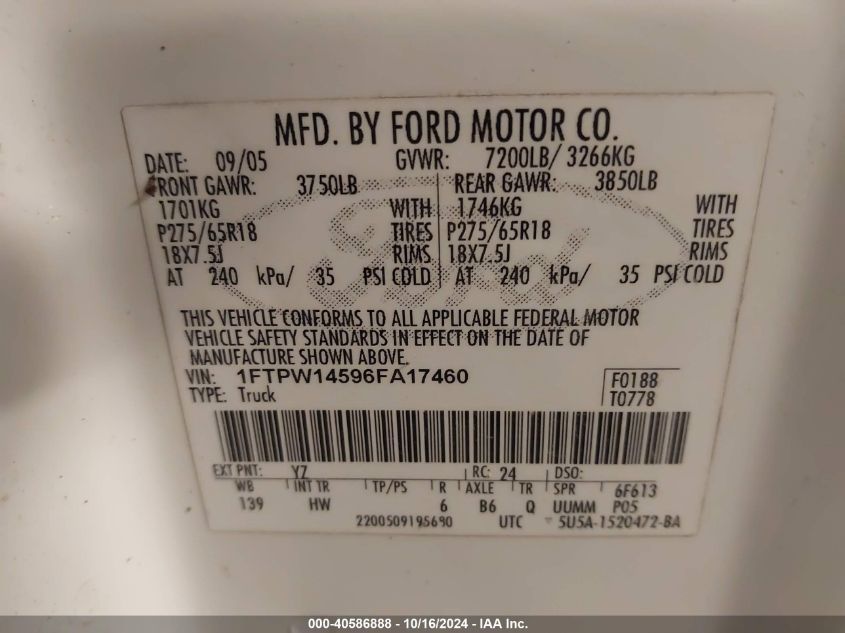 MFD. BY FORD MOTOR CO.
DATE: 09/05 GVWR: 7200LB/ 3266KG
FRONT GAWR: 3750LB REAR GAWR: 3850LB
1701KG WITH 1746KG WITH
P275/65R18 TIRES P275/65R18 TIRES
18X7.5J RIMS 18X7.5J RIMS
AT 240 kPa/ 35 PSI COLD AT 240 kPa/ 35 PSI COLD
Ford
THIS VEHICLE CONFORMS TO ALL APPLICABLE FEDERAL MOTOR
VEHICLE SAFETY STANDARDS IN EFFECT ON THE DATE OF
MANUFACTURE SHOWN ABOVE.
VIN: 1FTPW14596FA17460 F0188
TYPE: Truck T0778
EXT PNT: YZ RC: 24 DSO:
WB INT TR TP/PS R AXLE TR SPR 6F613
139 HW 6 B6 Q UUMM P05
2200509195690 UTC 5U5A-1520472-BA
000-40586888 - 10/16/2024 - IAA Inc.